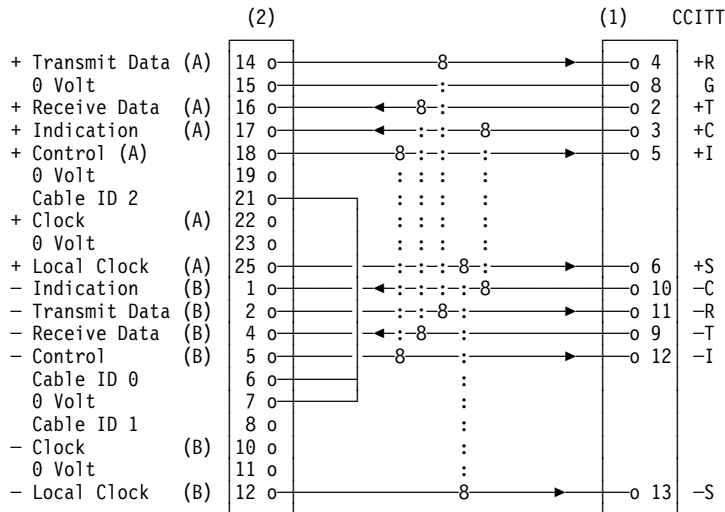 (2) (1) CCITT
+ Transmit Data (A) 14 o 8 o 4 +R
0 Volt 15 o : o 8 G
+ Receive Data (A) 16 o 8 : o 2 +T
+ Indication (A) 17 o : : 8 o 3 +C
+ Control (A) 18 o 8 : : : o 5 +I
0 Volt 19 o : : : :
Cable ID 2 21 o : : : :
+ Clock (A) 22 o : : : :
0 Volt 23 o : : : :
+ Local Clock (A) 25 o : : : 8 : o 6 +S
− Indication (B) 1 o : : : : 8 o 10 −C
− Transmit Data (B) 2 o : : 8 : o 11 −R
− Receive Data (B) 4 o : 8 : o 9 −T
− Control (B) 5 o 8 : o 12 −I
Cable ID 0 6 o :
0 Volt 7 o :
Cable ID 1 8 o :
− Clock (B) 10 o :
0 Volt 11 o :
− Local Clock (B) 12 o 8 o 13 −S